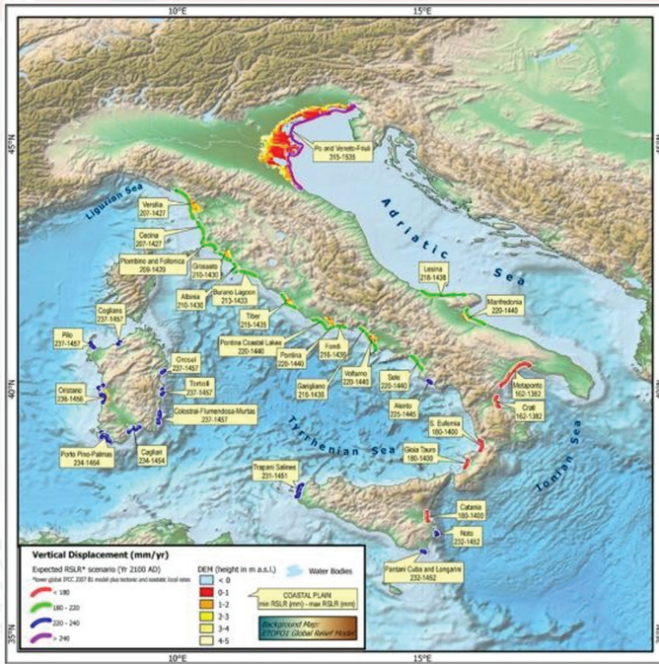 10°E
15°E
45°N
45°N
Po and Veneto-Friuli
315-1535
Ligurian Sea
Adriatic Sea
Versilia
207-1427
Cecina
207-1427
Piombino and Follonica
209-1429
Grosseto
210-1430
Albinia
210-1430
Burano Lagoon
213-1433
Tiber
215-1435
Pontina Coastal Lakes
220-1440
Pontina
220-1440
Fondi
216-1436
Garigliano
216-1436
Volturno
220-1440
Sele
220-1440
Alento
225-1445
Lesina
218-1438
Manfredonia
220-1440
Coglians
237-1457
Pilo
237-1457
Orosei
237-1457
Tortolì
237-1457
Oristano
236-1456
Colostrai-Flumendosa-Murtas
237-1457
40°N
40°N
Metaponto
162-1382
Crati
162-1382
S. Eufemia
180-1400
Gioia Tauro
180-1400
Tyrrhenian Sea
Ionian Sea
Porto Pino-Palmas
234-1454
Cagliari
234-1454
Trapani Salines
231-1451
Catania
180-1400
Noto
232-1452
Pantani Cuba and Longarini
232-1452
Vertical Displacement (mm/yr)
Expected RSLR* scenario (Yr 2100 AD)
*lower global IPCC 2007 B1 model plus tectonic and isostatic local rates
< 180
180 - 220
220 - 240
> 240
DEM (height in m a.s.l.)
< 0
0-1
1-2
2-3
3-4
4-5
Water Bodies
COASTAL PLAIN
min RSLR (mm) - max RSLR (mm)
Background Map:
ETOPO1 Global Relief Model
35°N
35°N
10°E
15°E